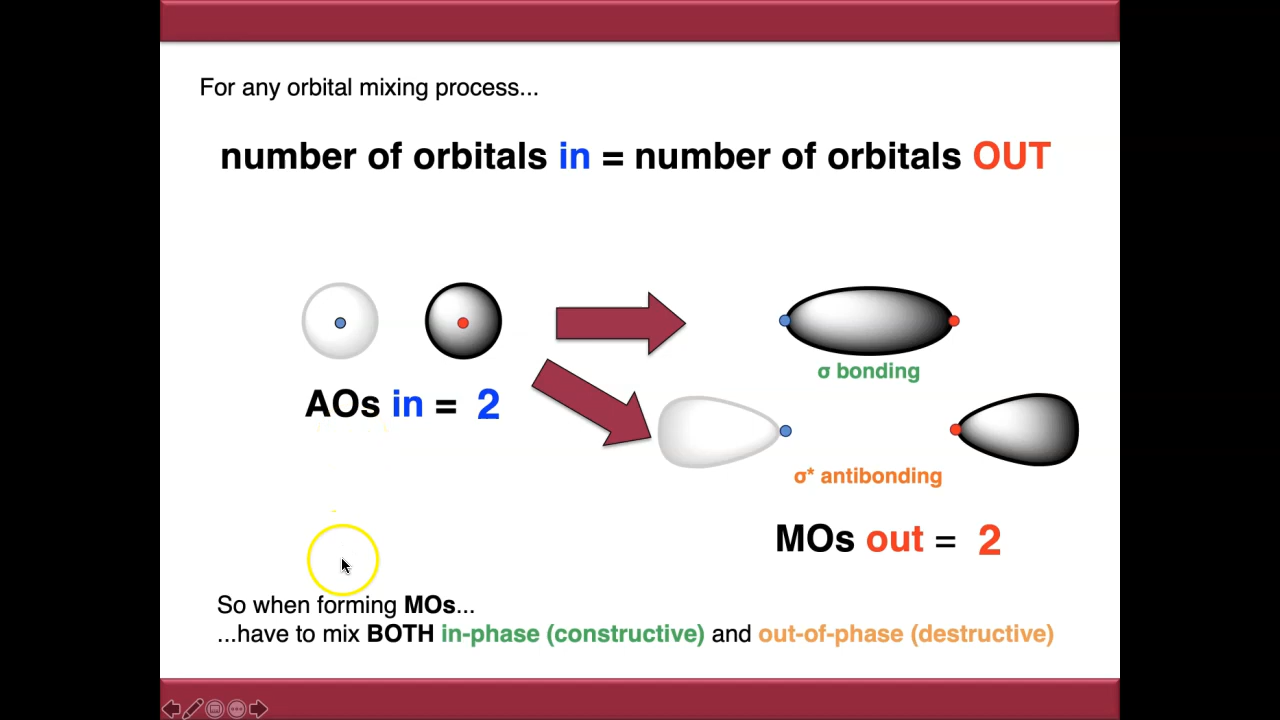 For any orbital mixing process...
number of orbitals in = number of orbitals OUT
σ bonding
AOs in = 2
σ* antibonding
MOs out = 2
So when forming MOs...
...have to mix BOTH in-phase (constructive) and out-of-phase (destructive)